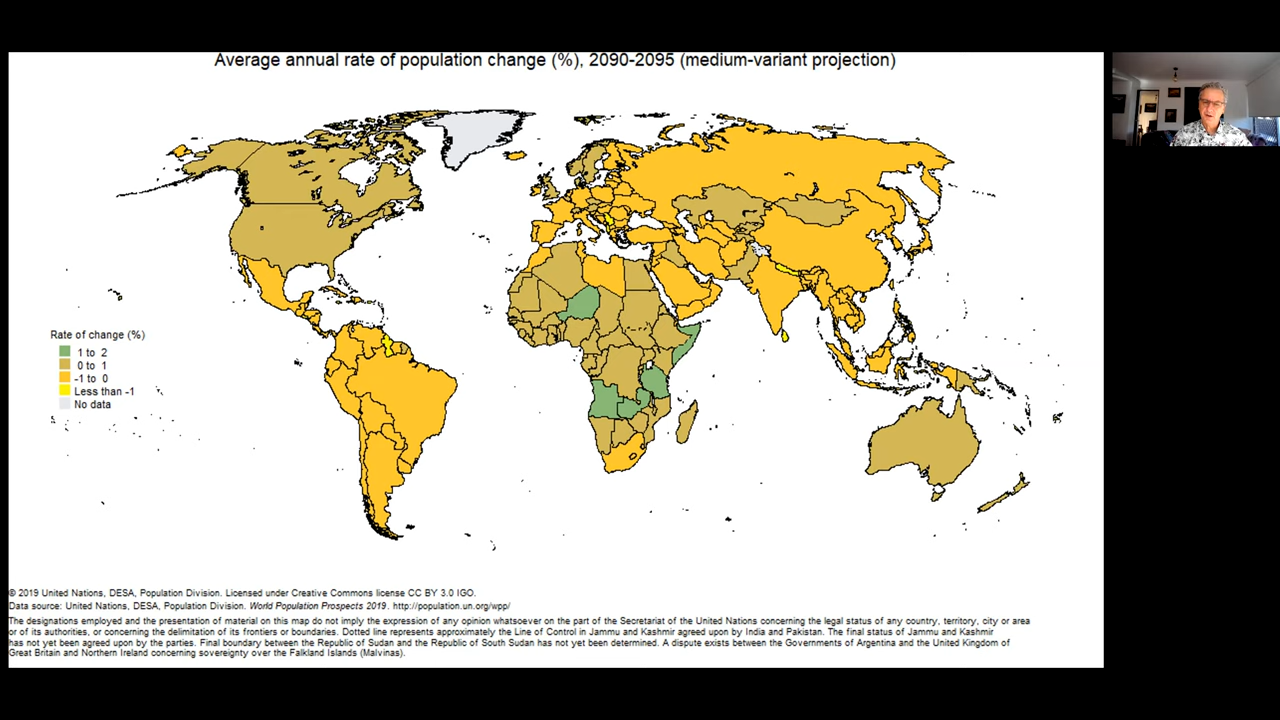 Average annual rate of population change (%), 2090-2095 (medium-variant projection)
Rate of change (%)
1 to 2
0 to 1
-1 to 0
Less than -1
No data
© 2019 United Nations, DESA, Population Division. Licensed under Creative Commons license CC BY 3.0 IGO.
Data source: United Nations, DESA, Population Division. World Population Prospects 2019. http://population.un.org/wpp/
The designations employed and the presentation of material on this map do not imply the expression of any opinion whatsoever on the part of the Secretariat of the United Nations concerning the legal status of any country, territory, city or area
or of its authorities, or concerning the delimitation of its frontiers or boundaries. Dotted line represents approximately the Line of Control in Jammu and Kashmir agreed upon by India and Pakistan. The final status of Jammu and Kashmir
has not yet been agreed upon by the parties. Final boundary between the Republic of Sudan and the Republic of South Sudan has not yet been determined. A dispute exists between the Governments of Argentina and the United Kingdom of
Great Britain and Northern Ireland concerning sovereignty over the Falkland Islands (Malvinas).